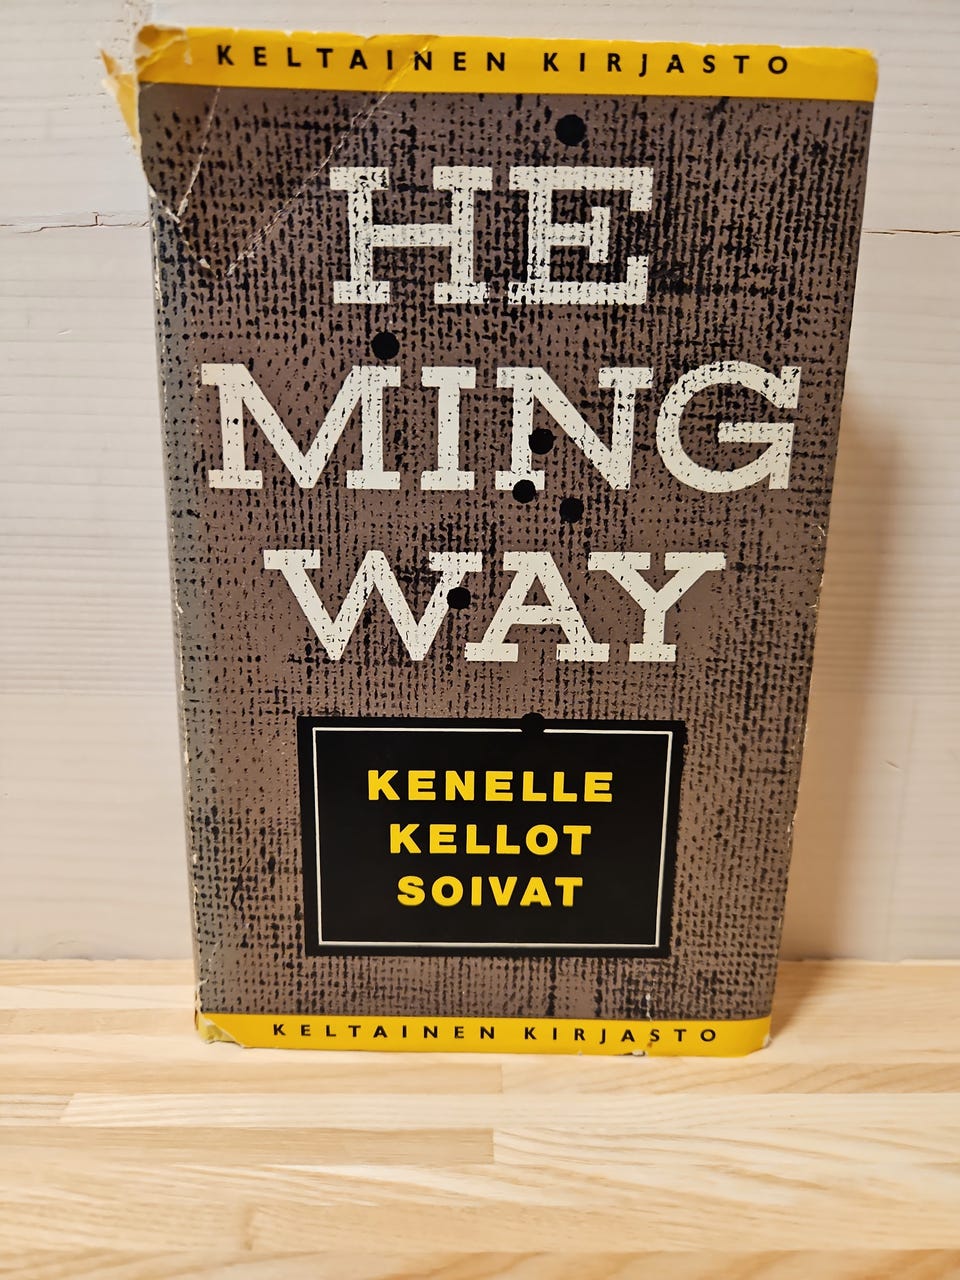 KELTAINEN KIRJASTO
HE
MING
WAY
KENELLE
KELLOT
SOIVAT
KELTAINEN KIRJASTO